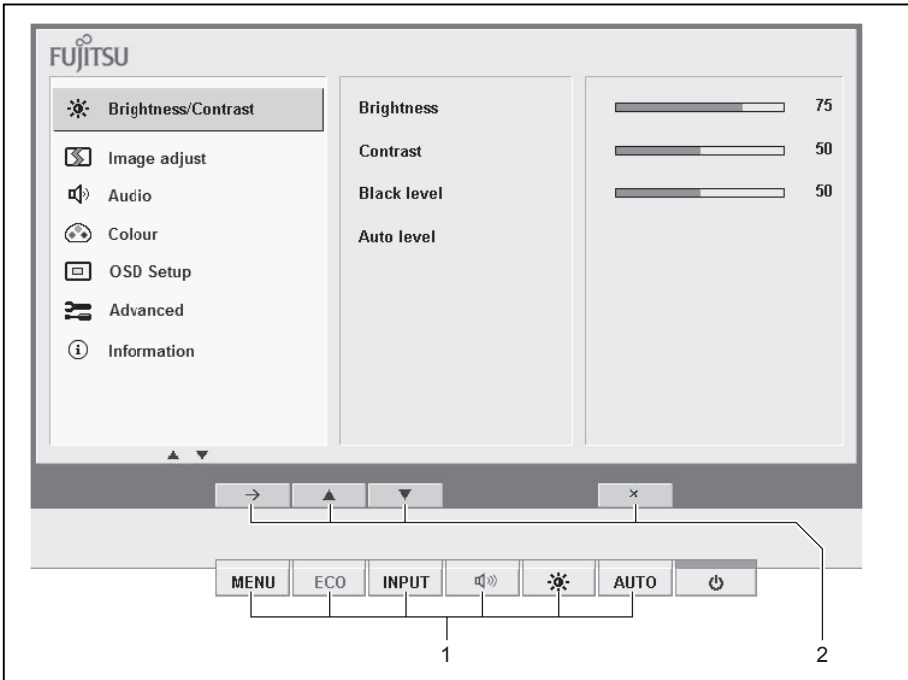 FUJITSU
Brightness/Contrast
Image adjust
Audio
Colour
OSD Setup
Advanced
Information
Brightness
Contrast
Black level
Auto level
75
50
50
MENU
ECO
INPUT
AUTO
1
2